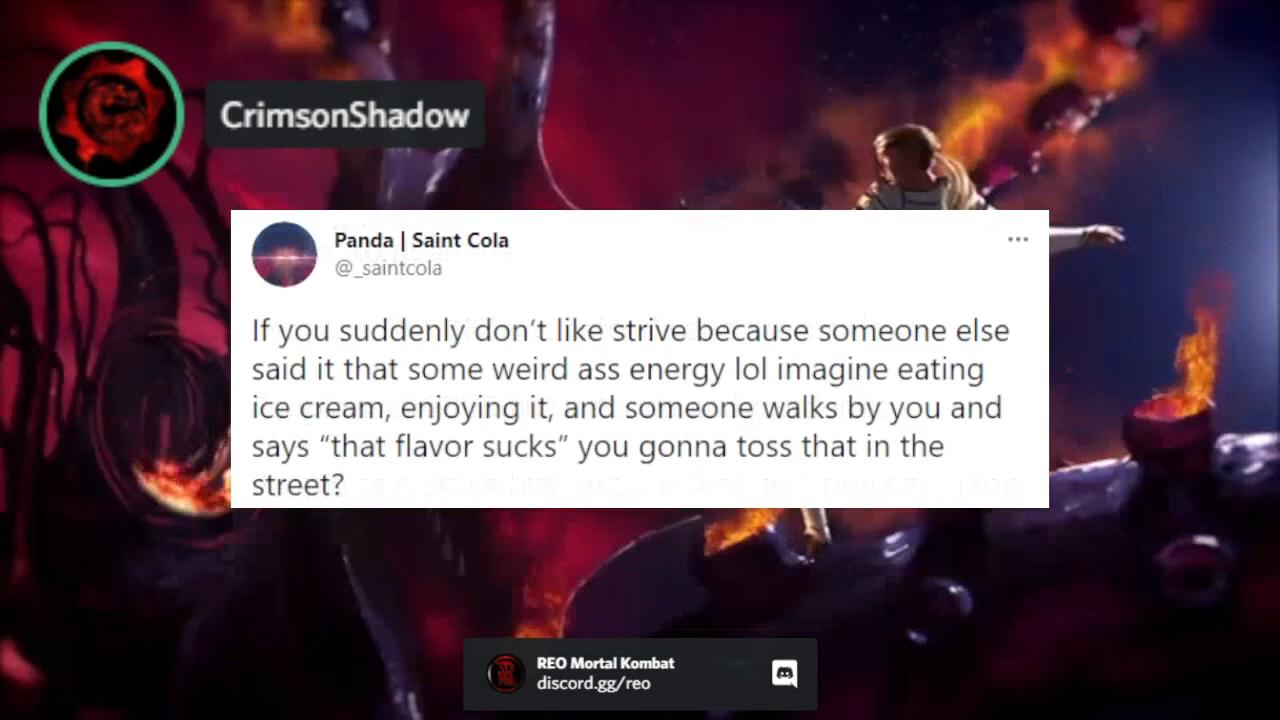 CrimsonShadow
Panda | Saint Cola
@_saintcola
If you suddenly don’t like strive because someone else
said it that some weird ass energy lol imagine eating
ice cream, enjoying it, and someone walks by you and
says “that flavor sucks” you gonna toss that in the
street?
REO Mortal Kombat
discord.gg/reo